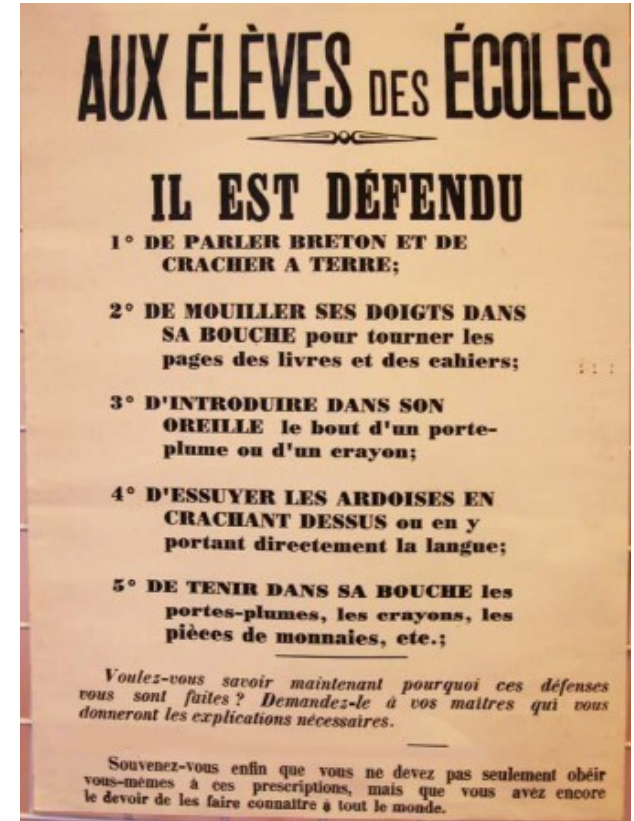 AUX ÉLÈVES DES ÉCOLES
IL EST DÉFENDU
1° DE PARLER BRETON ET DE
CRACHER A TERRE;
2° DE MOUILLER SES DOIGTS DANS
SA BOUCHE pour tourner les
pages des livres et des cahiers;
3° D'INTRODUIRE DANS SON
OREILLE le bout d'un porte-
plume ou d'un crayon;
4° D'ESSUYER LES ARDOISES EN
CRACHANT DESSUS ou en y
portant directement la langue;
5° DE TENIR DANS SA BOUCHE les
portes-plumes, les crayons, les
pièces de monnaies, etc.;
Voulez-vous savoir maintenant pourquoi ces défenses
vous sont faites ? Demandez-le à vos maîtres qui vous
donneront les explications nécessaires.
Souvenez-vous enfin que vous ne devez pas seulement obéir
vous-mêmes à ces prescriptions, mais que vous avez encore
le devoir de les faire connaître à tout le monde.